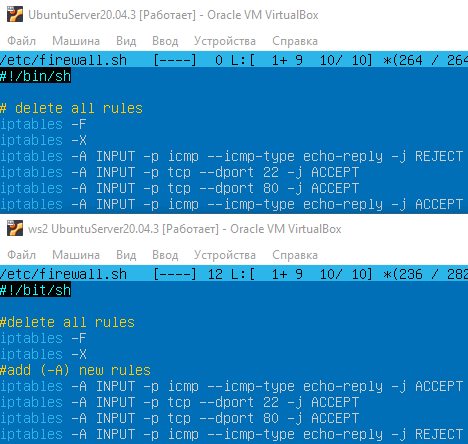 UbuntuServer20.04.3 [Работает] - Oracle VM VirtualBox
Файл Машина Вид Ввод Устройства Справка
/etc/firewall.sh [----] 0 L:[ 1+ 9 10/ 10] *(264 / 264
#!/bin/sh
# delete all rules
iptables -F
iptables -X
iptables -A INPUT -p icmp --icmp-type echo-reply -j REJECT
iptables -A INPUT -p tcp --dport 22 -j ACCEPT
iptables -A INPUT -p tcp --dport 80 -j ACCEPT
iptables -A INPUT -p icmp --icmp-type echo-reply -j ACCEPT
ws2 UbuntuServer20.04.3 [Работает] - Oracle VM VirtualBox
Файл Машина Вид Ввод Устройства Справка
/etc/firewall.sh [----] 12 L:[ 1+ 9 10/ 10] *(236 / 282
#!/bit/sh
#delete all rules
iptables -F
iptables -X
#add (-A) new rules
iptables -A INPUT -p icmp --icmp-type echo-reply -j ACCEPT
iptables -A INPUT -p tcp --dport 22 -j ACCEPT
iptables -A INPUT -p tcp --dport 80 -j ACCEPT
iptables -A INPUT -p icmp --icmp-type echo-reply -j REJECT